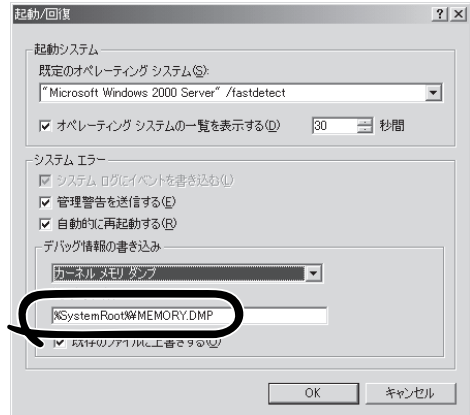 起動/回復
起動システム
既定のオペレーティング システム(S):
"Microsoft Windows 2000 Server" /fastdetect
オペレーティング システムの一覧を表示する(D) 30 秒間
システム エラー
システム ログにイベントを書き込む(L)
管理警告を送信する(E)
自動的に再起動する(R)
デバッグ情報の書き込み
カーネル メモリ ダンプ
%SystemRoot%¥MEMORY.DMP
既存のファイルに上書きする(O)
OK キャンセル